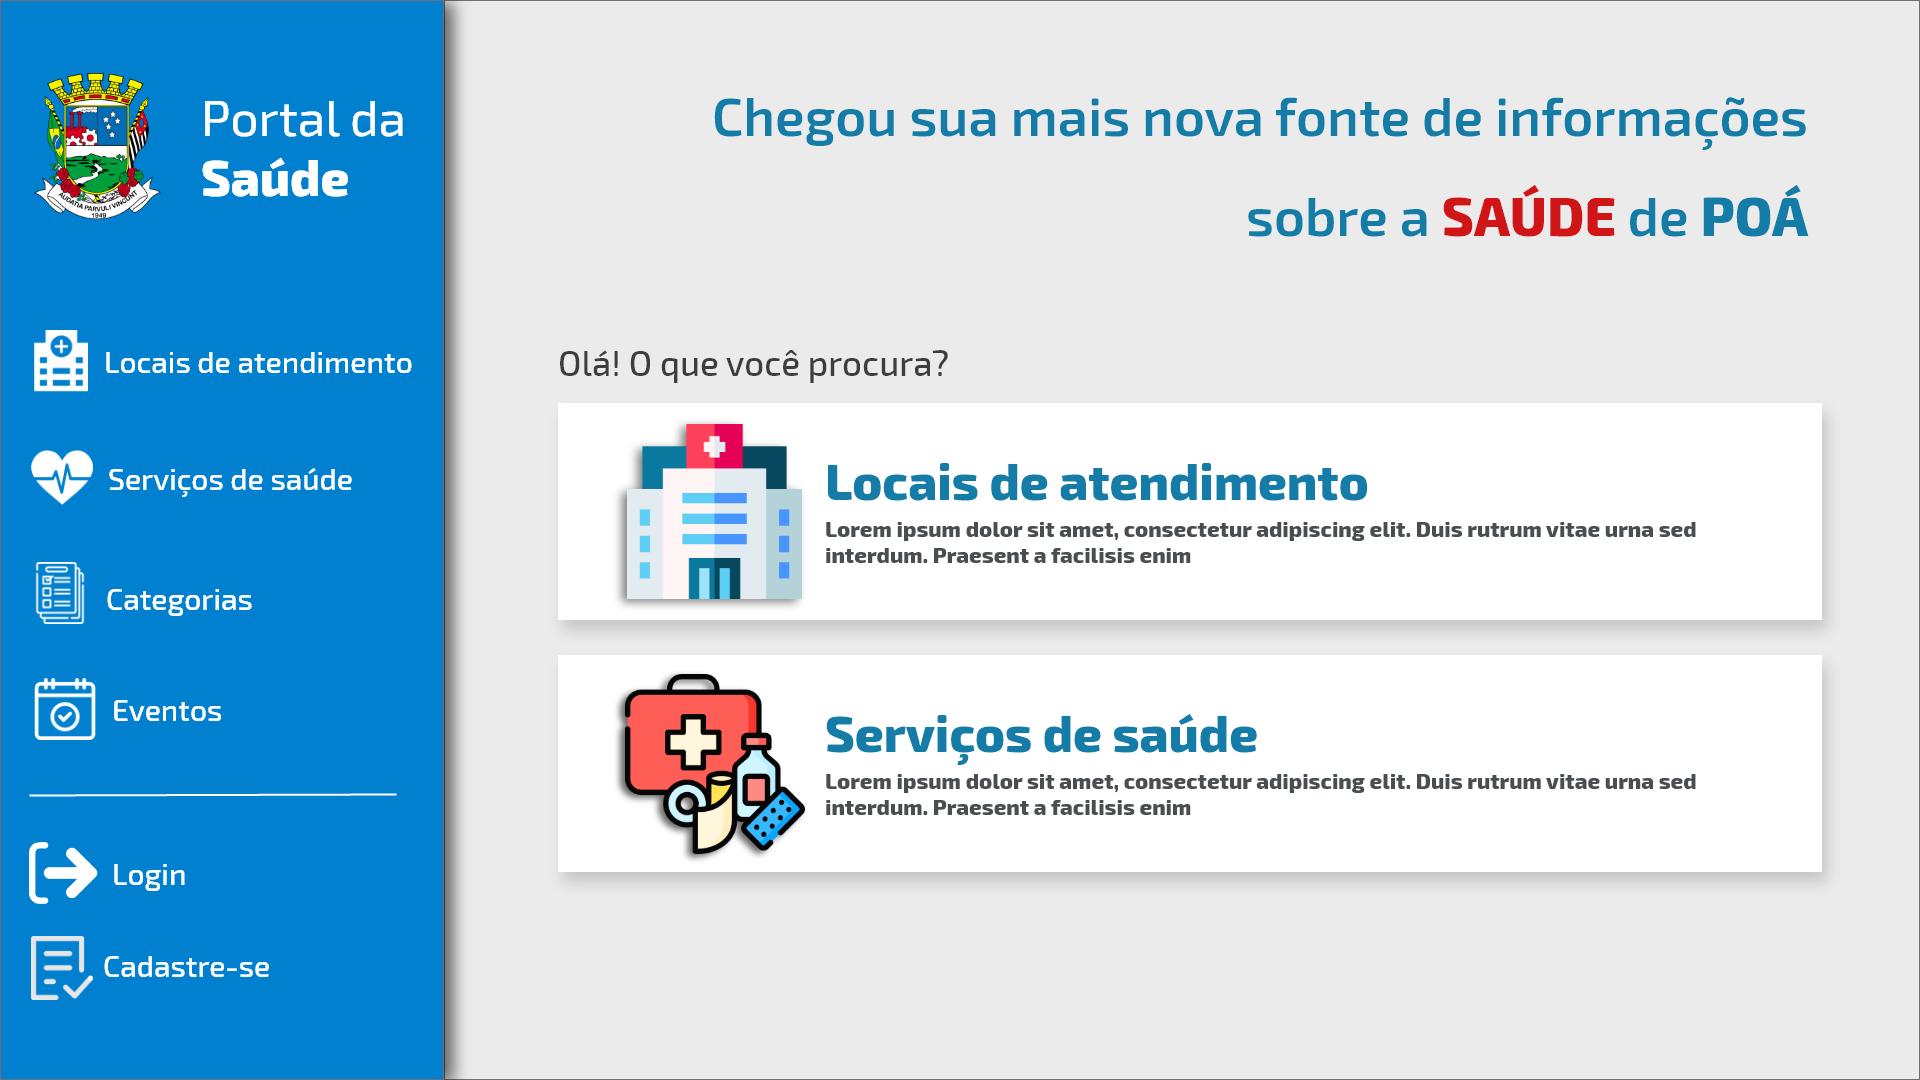 AUDATIA PARVULI VINCUNT
1949
Portal da
Saúde
Locais de atendimento
Serviços de saúde
Categorias
Eventos
Login
Cadastre-se
Chegou sua mais nova fonte de informações
sobre a SAÚDE de POÁ
Olá! O que você procura?
Locais de atendimento
Lorem ipsum dolor sit amet, consectetur adipiscing elit. Duis rutrum vitae urna sed
interdum. Praesent a facilisis enim
Serviços de saúde
Lorem ipsum dolor sit amet, consectetur adipiscing elit. Duis rutrum vitae urna sed
interdum. Praesent a facilisis enim